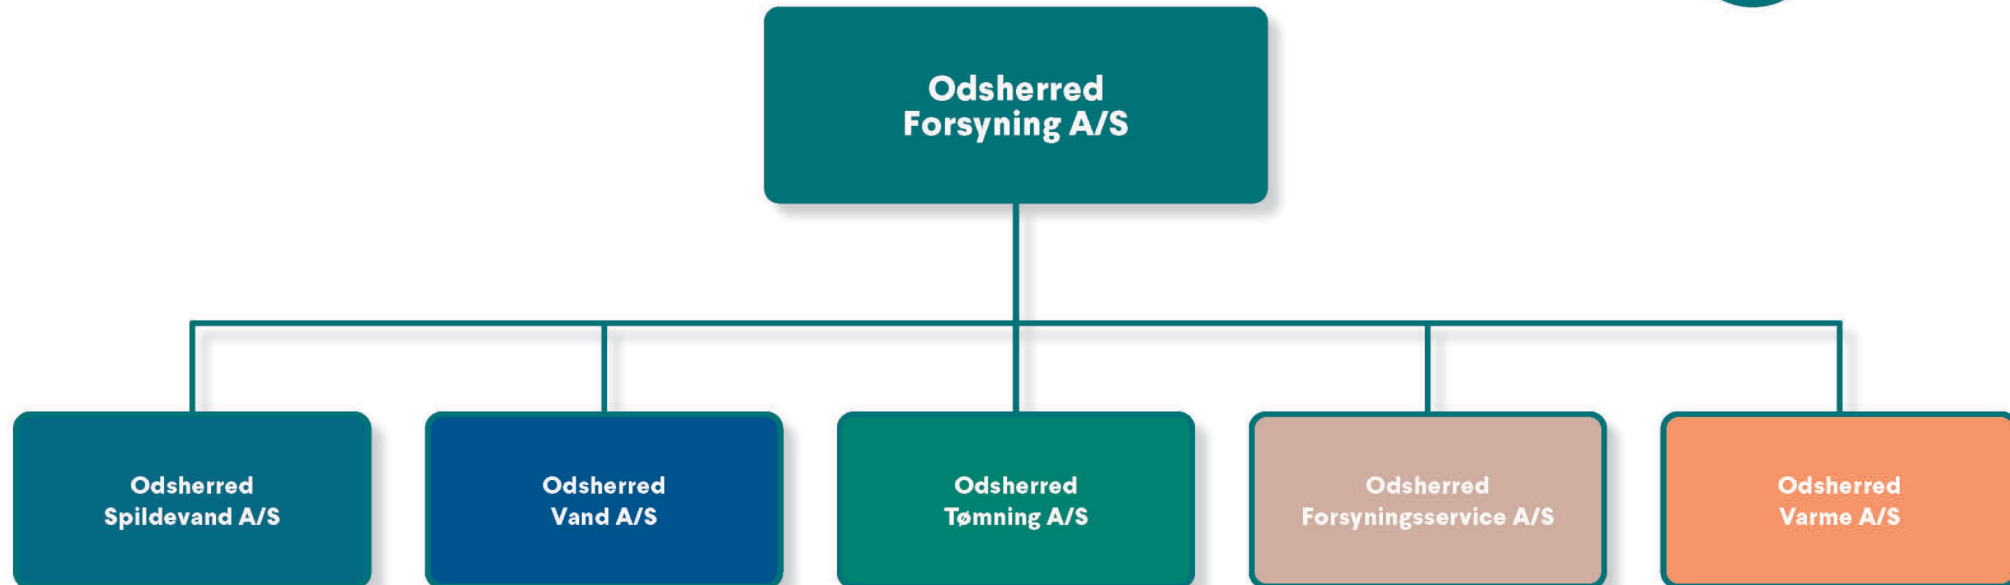 Odsherred
Forsyning A/S
Odsherred
Spildevand A/S
Odsherred
Vand A/S
Odsherred
Tømning A/S
Odsherred
Forsyningsservice A/S
Odsherred
Varme A/S